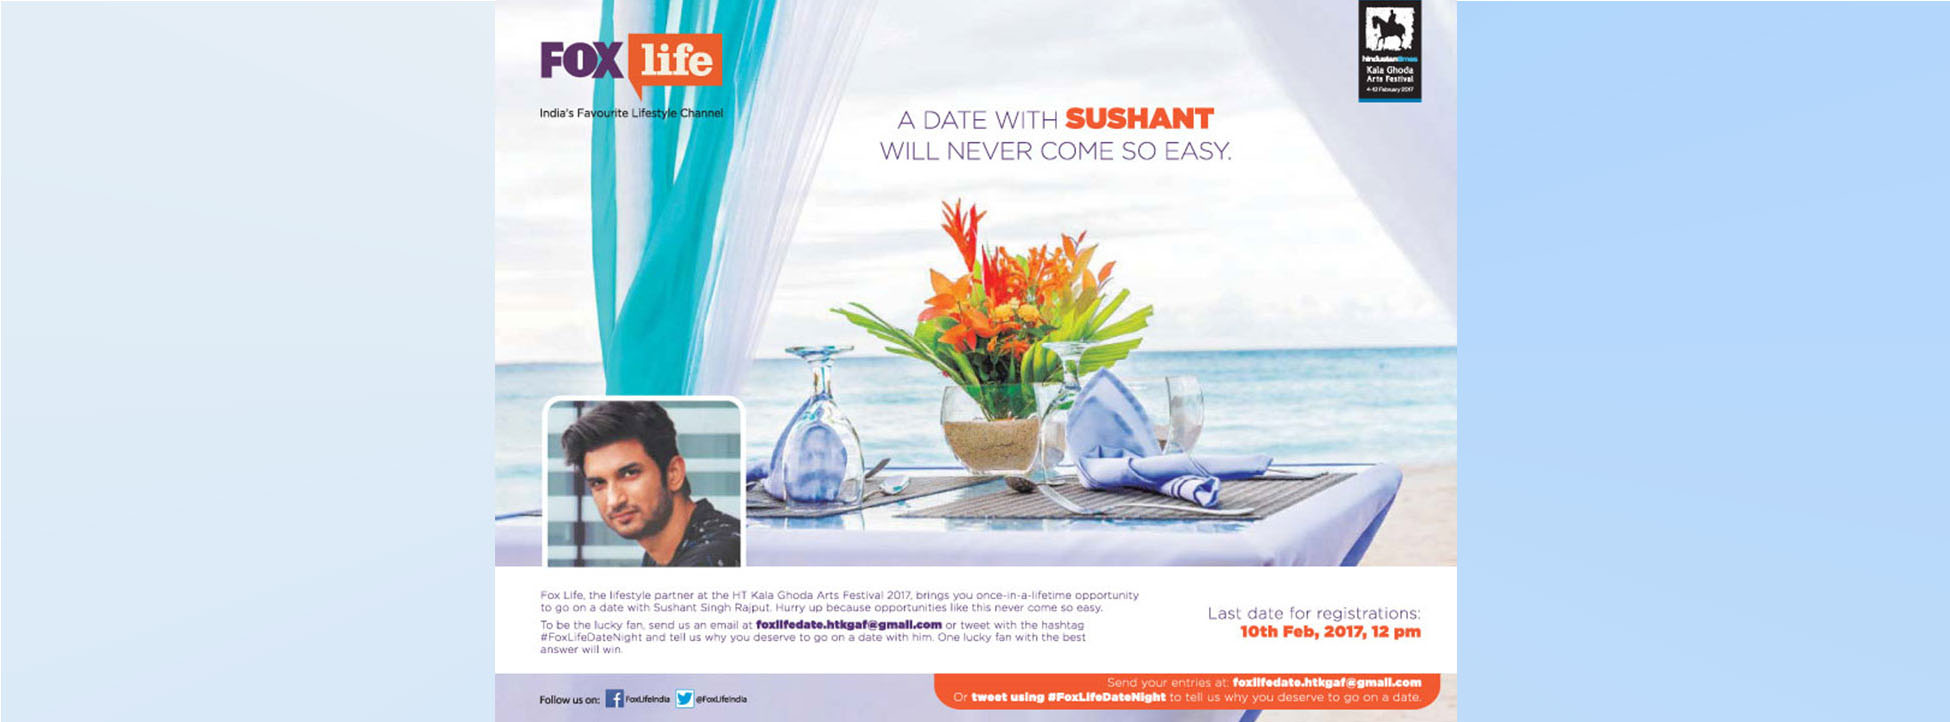 FOX life
India's Favourite Lifestyle Channel
hindustantimes
Kala Ghoda
Arts Festival
4-12 February 2017
A DATE WITH SUSHANT
WILL NEVER COME SO EASY.
Fox Life, the lifestyle partner at the HT Kala Ghoda Arts Festival 2017, brings you once-in-a-lifetime opportunity
to go on a date with Sushant Singh Rajput. Hurry up because opportunities like this never come so easy.
To be the lucky fan, send us an email at foxlifedate.htkgaf@gmail.com or tweet with the hashtag
#FoxLifeDateNight and tell us why you deserve to go on a date with him. One lucky fan with the best
answer will win.
Last date for registrations:
10th Feb, 2017, 12 pm
Send your entries at: foxlifedate.htkgaf@gmail.com
Or tweet using #FoxLifeDateNight to tell us why you deserve to go on a date.
Follow us on: FoxLifeIndia @FoxLifeIndia